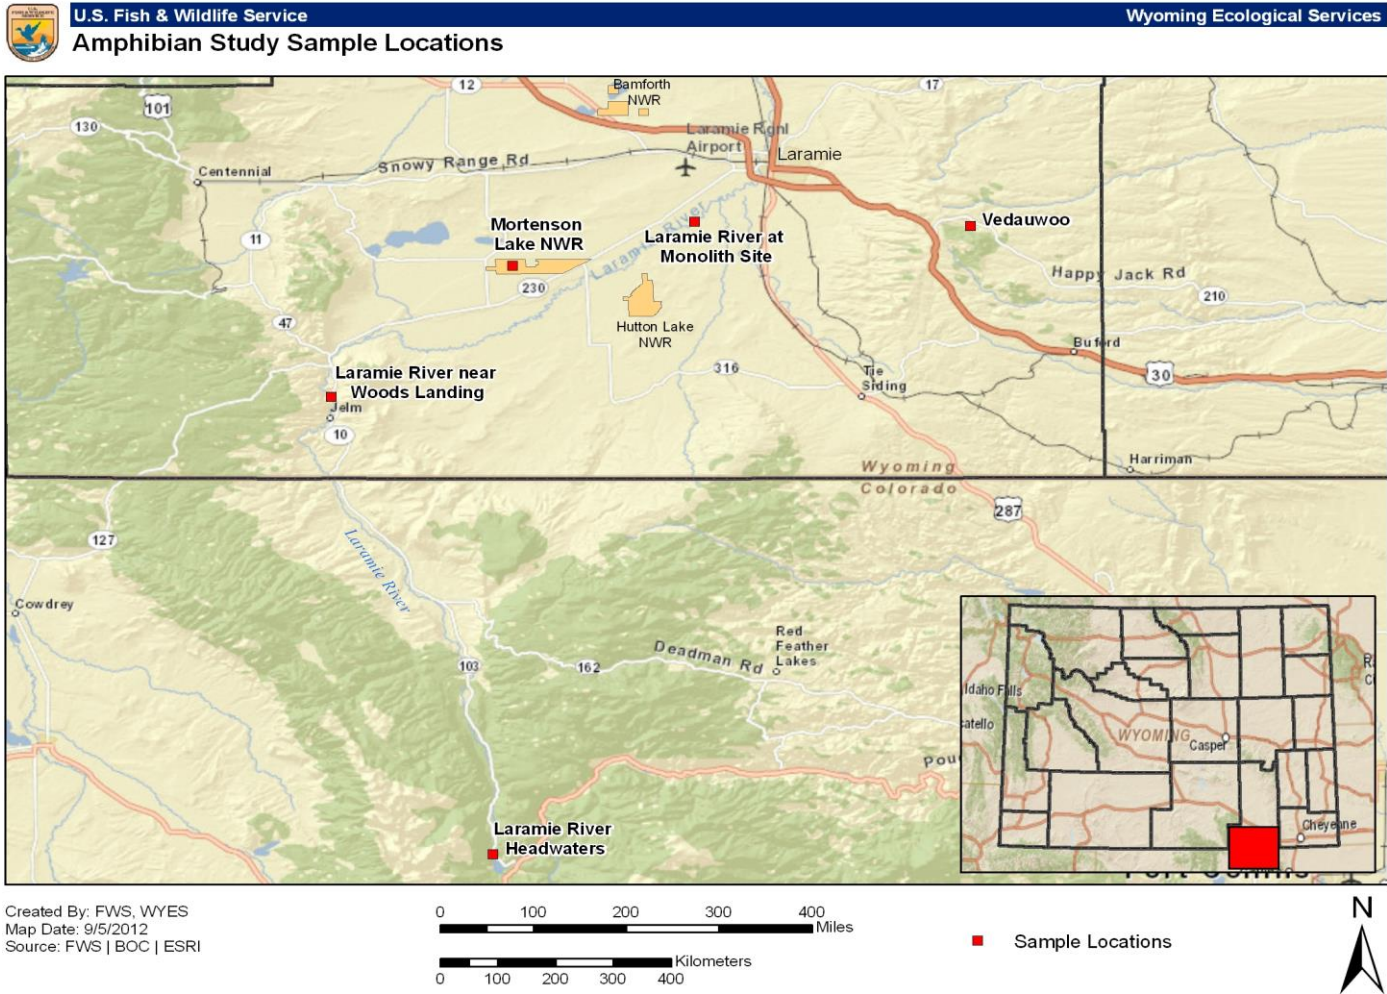 U.S. Fish & Wildlife Service
Wyoming Ecological Services
Amphibian Study Sample Locations
12
Bamforth
NWR
17
101
130
Laramie Rgnl
Airport
Laramie
Centennial
Snowy Range Rd
Mortenson
Lake NWR
Laramie River
Laramie River at
Monolith Site
Vedauwoo
11
230
Happy Jack Rd
210
47
Hutton Lake
NWR
Buford
316
30
Laramie River near
Woods Landing
Tie
Siding
Jelm
10
Harriman
Wyoming
Colorado
287
127
Laramie River
Cowdrey
Red
Feather
Lakes
Deadman Rd
103
162
Idaho Falls
catello
WYOMING
Casper
Pou
Cheyenne
Laramie River
Headwaters
Created By: FWS, WYES
Map Date: 9/5/2012
Source: FWS | BOC | ESRI
0 100 200 300 400
Miles
Kilometers
0 100 200 300 400
Sample Locations
N